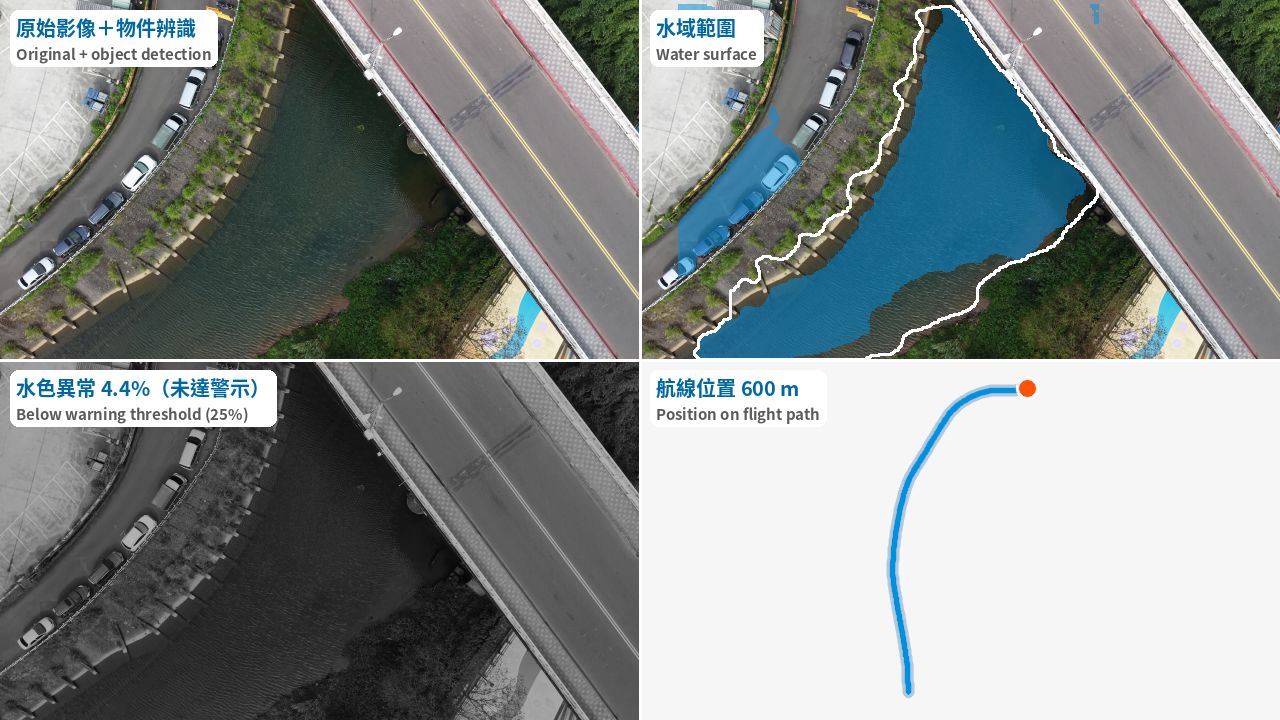 原始影像＋物件辨識
Original + object detection
水域範圍
Water surface
水色異常 4.4%（未達警示）
Below warning threshold (25%)
航線位置 600 m
Position on flight path